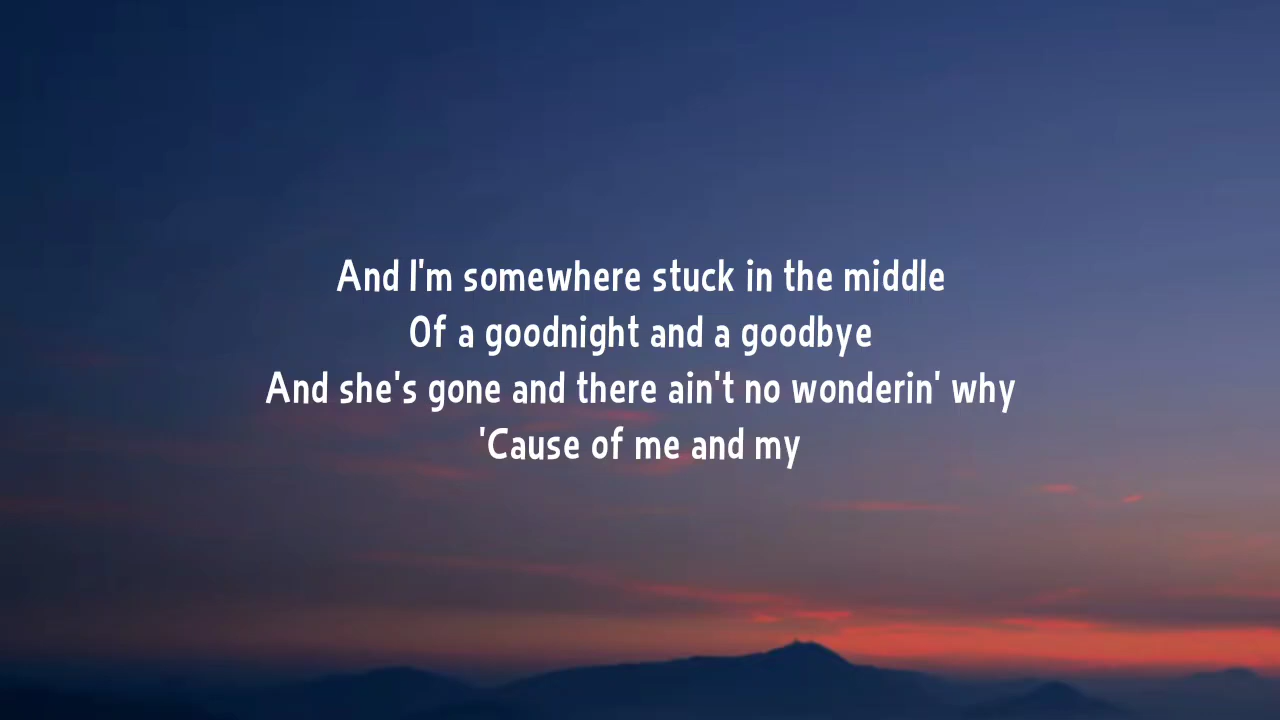 And I'm somewhere stuck in the middle
Of a goodnight and a goodbye
And she's gone and there ain't no wonderin' why
'Cause of me and my